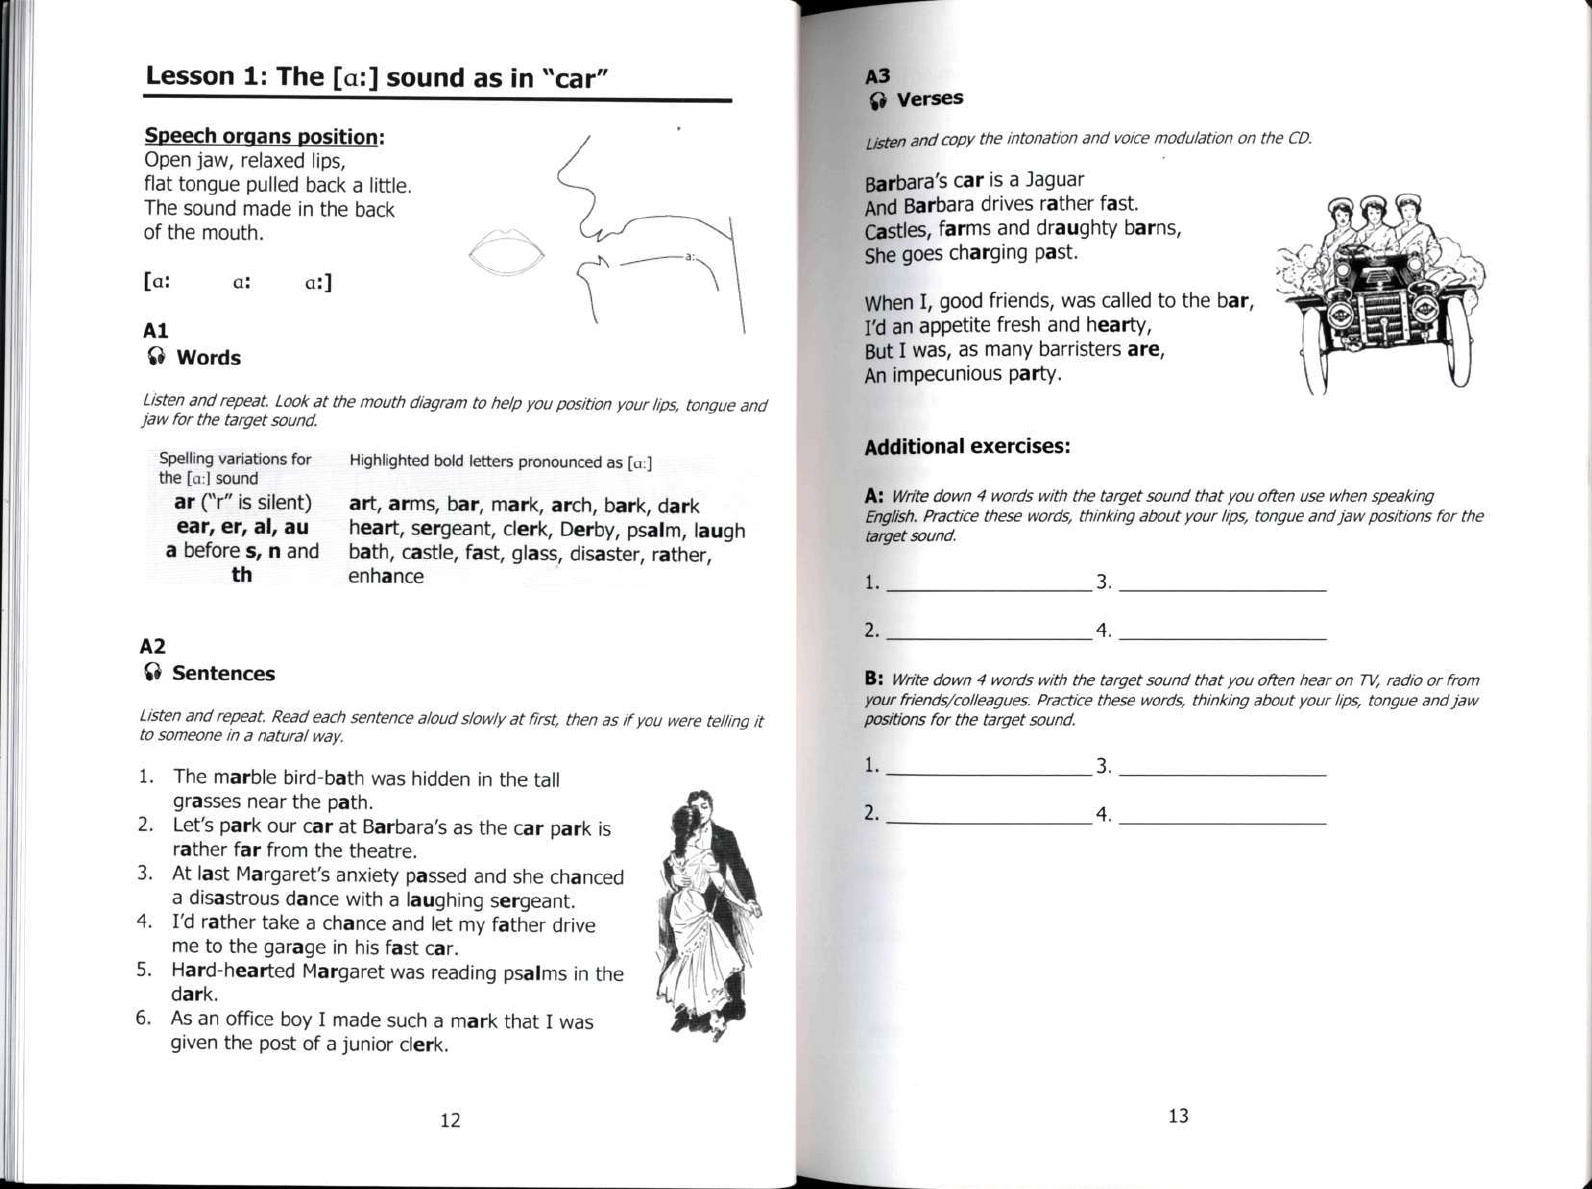 Lesson 1: The [ɑ:] sound as in "car"
Speech organs position:
Open jaw, relaxed lips,
flat tongue pulled back a little.
The sound made in the back
of the mouth.
[ɑ: ɑ: ɑ:]
a:
A1
Words
Listen and repeat. Look at the mouth diagram to help you position your lips, tongue and
jaw for the target sound.
Spelling variations for
the [ɑ:] sound
Highlighted bold letters pronounced as [ɑ:]
ar ("r" is silent) art, arms, bar, mark, arch, bark, dark
ear, er, al, au heart, sergeant, clerk, Derby, psalm, laugh
a before s, n and bath, castle, fast, glass, disaster, rather,
th enhance
A2
Sentences
Listen and repeat. Read each sentence aloud slowly at first, then as if you were telling it
to someone in a natural way.
1. The marble bird-bath was hidden in the tall
grasses near the path.
2. Let's park our car at Barbara's as the car park is
rather far from the theatre.
3. At last Margaret's anxiety passed and she chanced
a disastrous dance with a laughing sergeant.
4. I'd rather take a chance and let my father drive
me to the garage in his fast car.
5. Hard-hearted Margaret was reading psalms in the
dark.
6. As an office boy I made such a mark that I was
given the post of a junior clerk.
12
A3
Verses
Listen and copy the intonation and voice modulation on the CD.
Barbara's car is a Jaguar
And Barbara drives rather fast.
Castles, farms and draughty barns,
She goes charging past.
When I, good friends, was called to the bar,
I'd an appetite fresh and hearty,
But I was, as many barristers are,
An impecunious party.
Additional exercises:
A: Write down 4 words with the target sound that you often use when speaking
English. Practice these words, thinking about your lips, tongue and jaw positions for the
target sound.
1. ____________________ 3. ____________________
2. ____________________ 4. ____________________
B: Write down 4 words with the target sound that you often hear on TV, radio or from
your friends/colleagues. Practice these words, thinking about your lips, tongue and jaw
positions for the target sound.
1. ____________________ 3. ____________________
2. ____________________ 4. ____________________
13